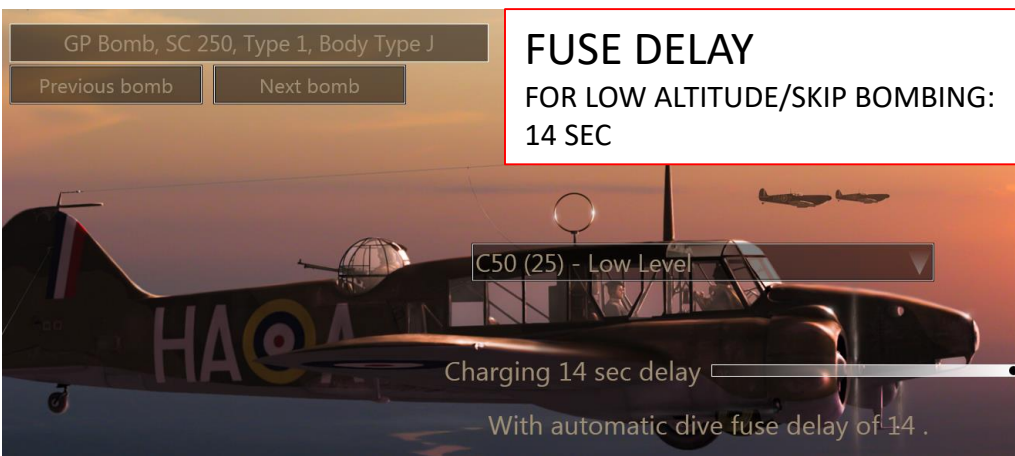 GP Bomb, SC 250, Type 1, Body Type J
Previous bomb Next bomb
FUSE DELAY
FOR LOW ALTITUDE/SKIP BOMBING:
14 SEC
C50 (25) - Low Level
HA A
Charging 14 sec delay
With automatic dive fuse delay of 14 .